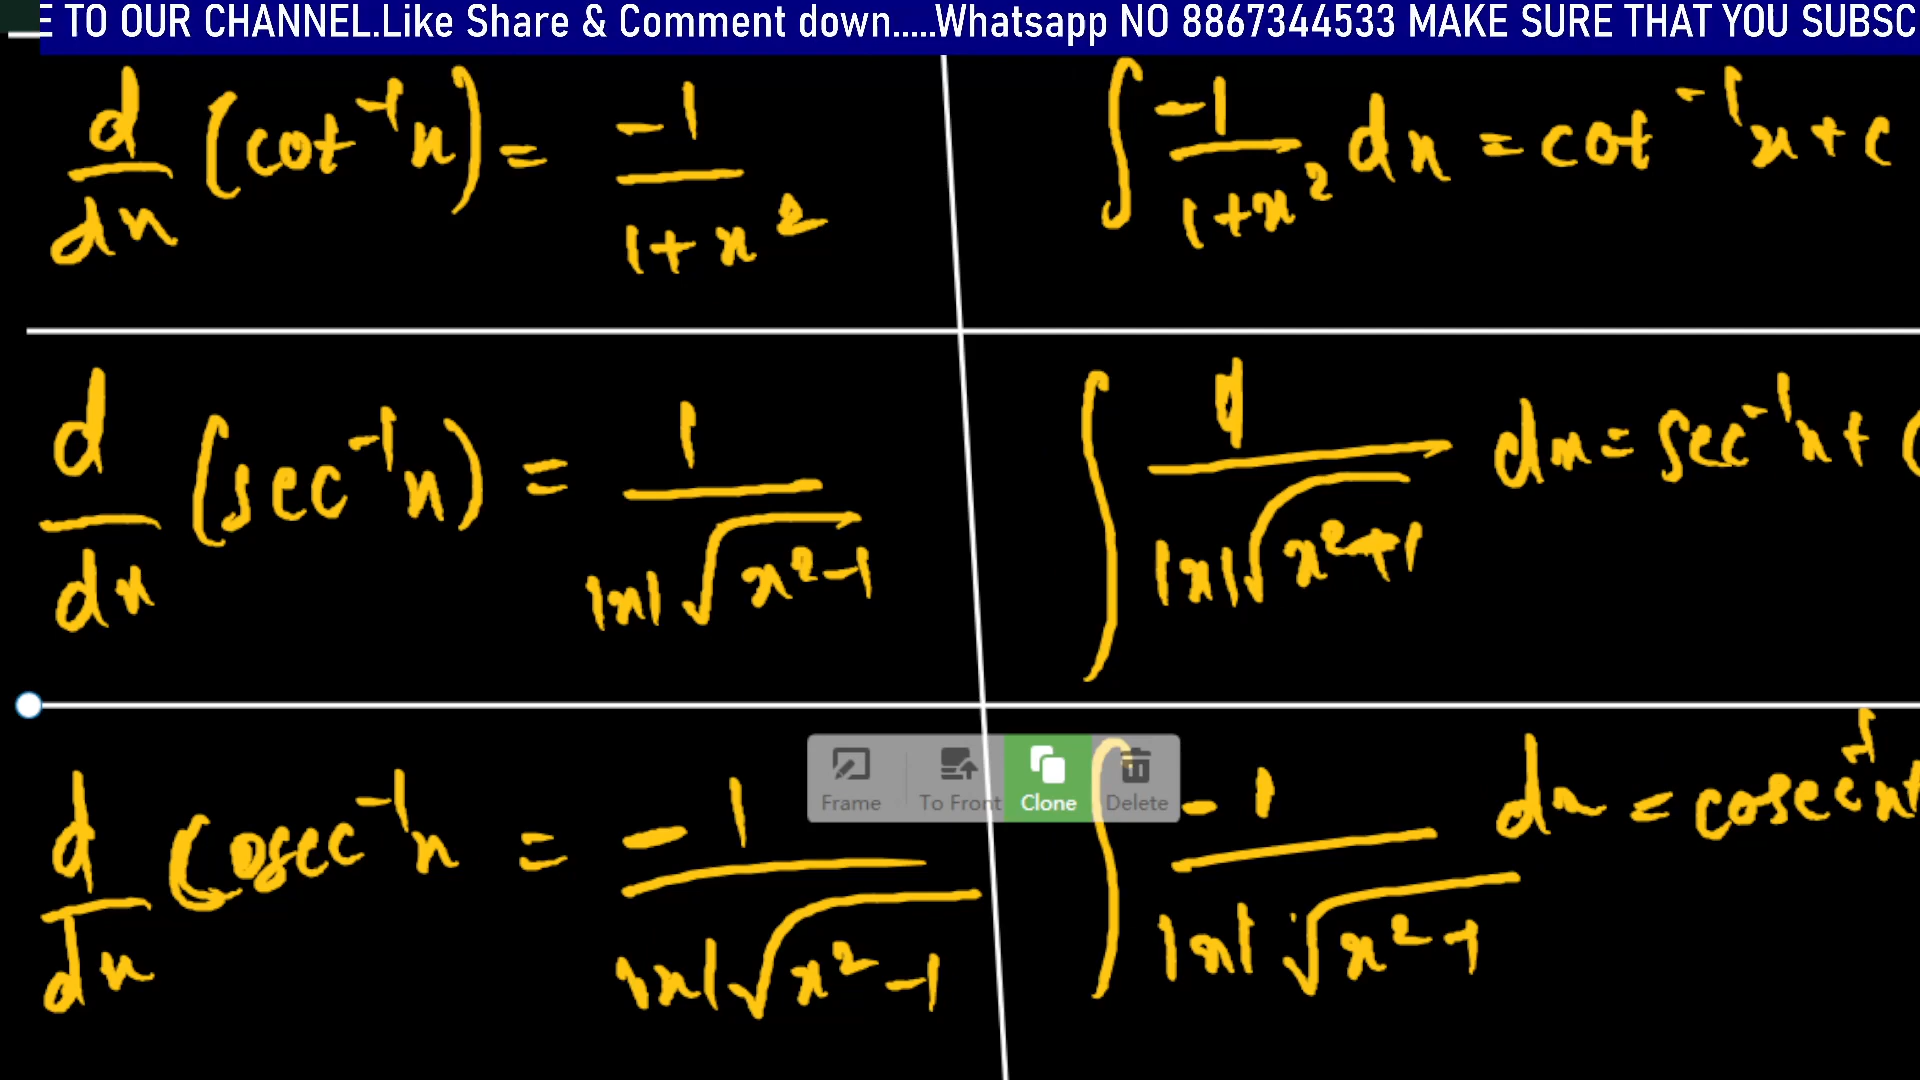 E TO OUR CHANNEL.Like Share & Comment down.....Whatsapp NO 8867344533 MAKE SURE THAT YOU SUBSC
d/dx (cot⁻¹x) = -1/(1+x²)
∫ -1/(1+x²) dx = cot⁻¹x + c
d/dx (sec⁻¹x) = 1/(|x|√(x²-1))
∫ 1/(|x|√(x²+1)) dx = sec⁻¹x + c
d/dx cosec⁻¹x = -1/(|x|√(x²-1))
∫ -1/(|x|√(x²-1)) dx = cosec⁻¹x+
Frame To Front Clone Delete